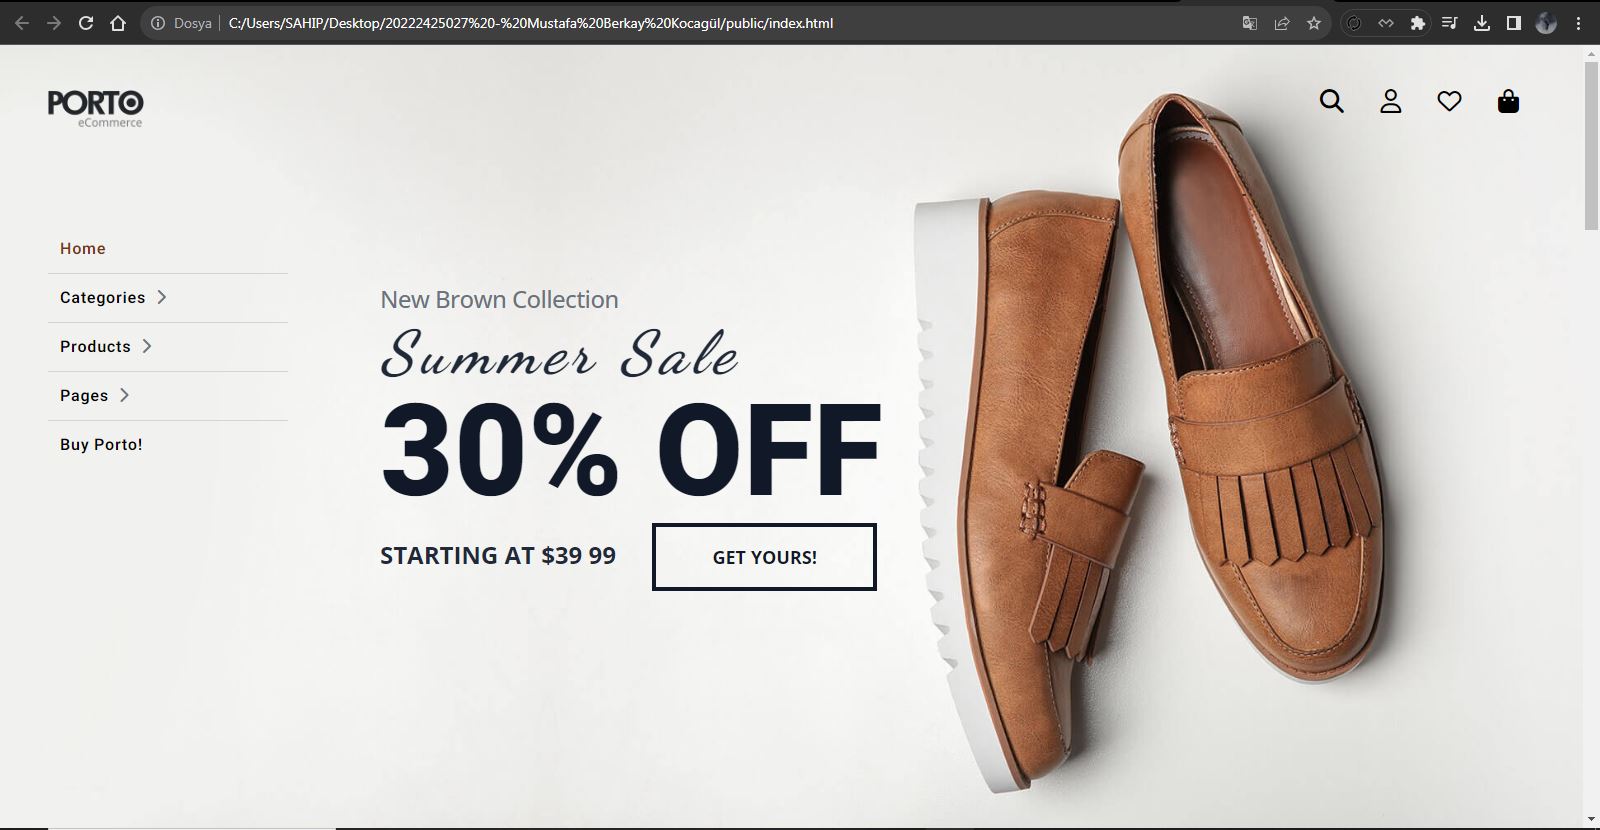 Dosya
C:/Users/SAHIP/Desktop/20222425027%20-%20Mustafa%20Berkay%20Kocagül/public/index.html
PORTO
eCommerce
Home
Categories
Products
Pages
Buy Porto!
New Brown Collection
Summer Sale
30% OFF
STARTING AT $39 99
GET YOURS!